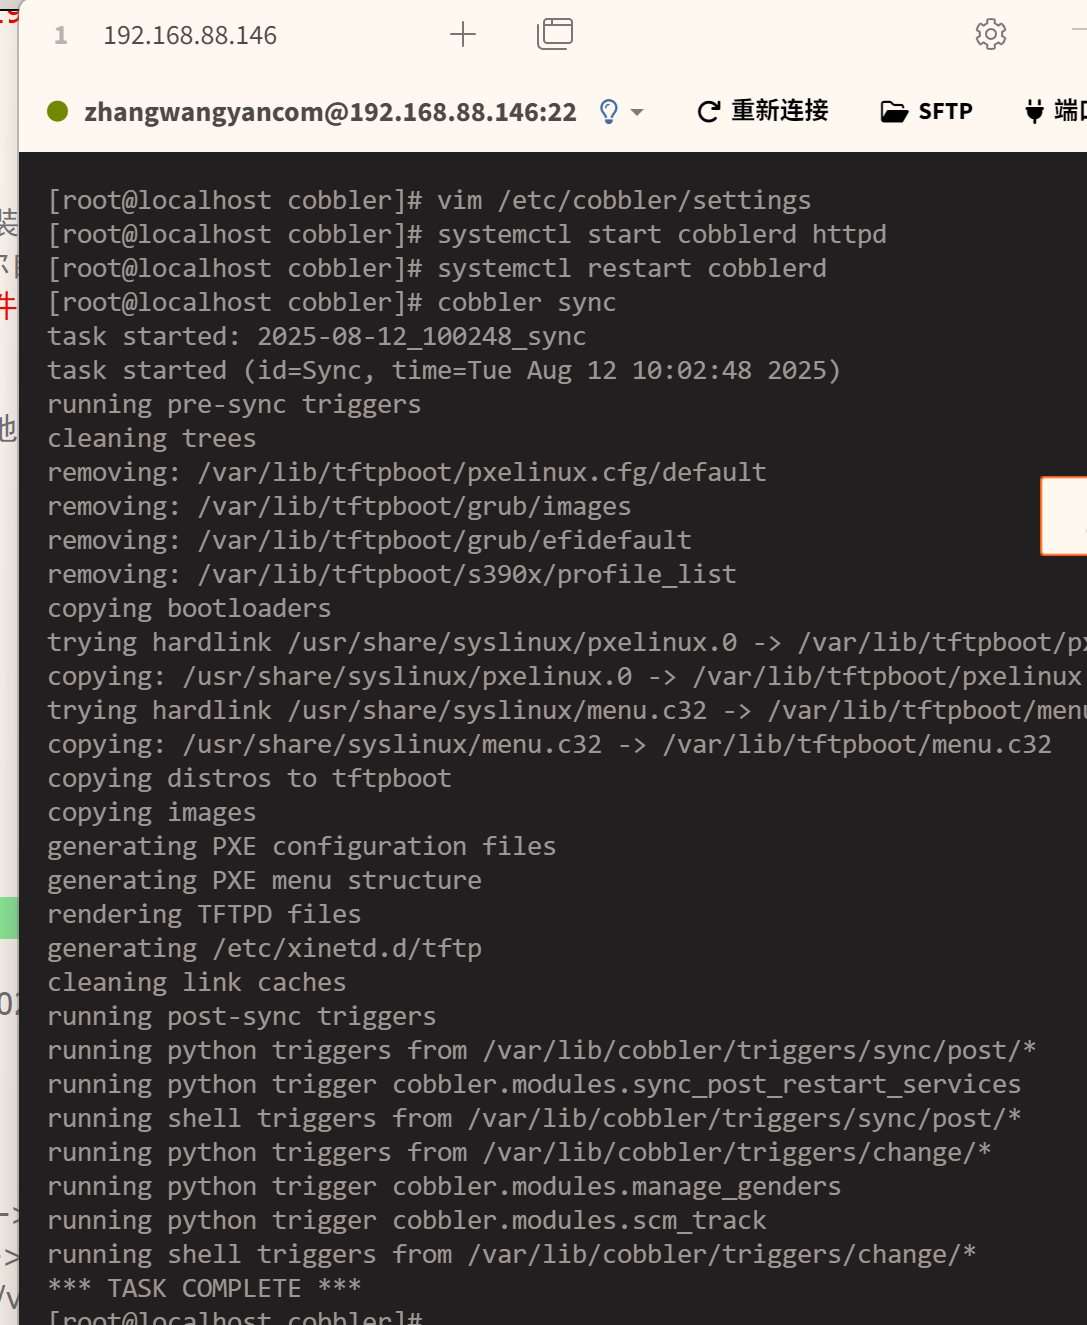 1 192.168.88.146
zhangwangyancom@192.168.88.146:22 重新连接 SFTP 端口
[root@localhost cobbler]# vim /etc/cobbler/settings
[root@localhost cobbler]# systemctl start cobblerd httpd
[root@localhost cobbler]# systemctl restart cobblerd
[root@localhost cobbler]# cobbler sync
task started: 2025-08-12_100248_sync
task started (id=Sync, time=Tue Aug 12 10:02:48 2025)
running pre-sync triggers
cleaning trees
removing: /var/lib/tftpboot/pxelinux.cfg/default
removing: /var/lib/tftpboot/grub/images
removing: /var/lib/tftpboot/grub/efidefault
removing: /var/lib/tftpboot/s390x/profile_list
copying bootloaders
trying hardlink /usr/share/syslinux/pxelinux.0 -> /var/lib/tftpboot/px
copying: /usr/share/syslinux/pxelinux.0 -> /var/lib/tftpboot/pxelinux
trying hardlink /usr/share/syslinux/menu.c32 -> /var/lib/tftpboot/menu
copying: /usr/share/syslinux/menu.c32 -> /var/lib/tftpboot/menu.c32
copying distros to tftpboot
copying images
generating PXE configuration files
generating PXE menu structure
rendering TFTPD files
generating /etc/xinetd.d/tftp
cleaning link caches
running post-sync triggers
running python triggers from /var/lib/cobbler/triggers/sync/post/*
running python trigger cobbler.modules.sync_post_restart_services
running shell triggers from /var/lib/cobbler/triggers/sync/post/*
running python triggers from /var/lib/cobbler/triggers/change/*
running python trigger cobbler.modules.manage_genders
running python trigger cobbler.modules.scm_track
running shell triggers from /var/lib/cobbler/triggers/change/*
*** TASK COMPLETE ***
[root@localhost cobbler]#